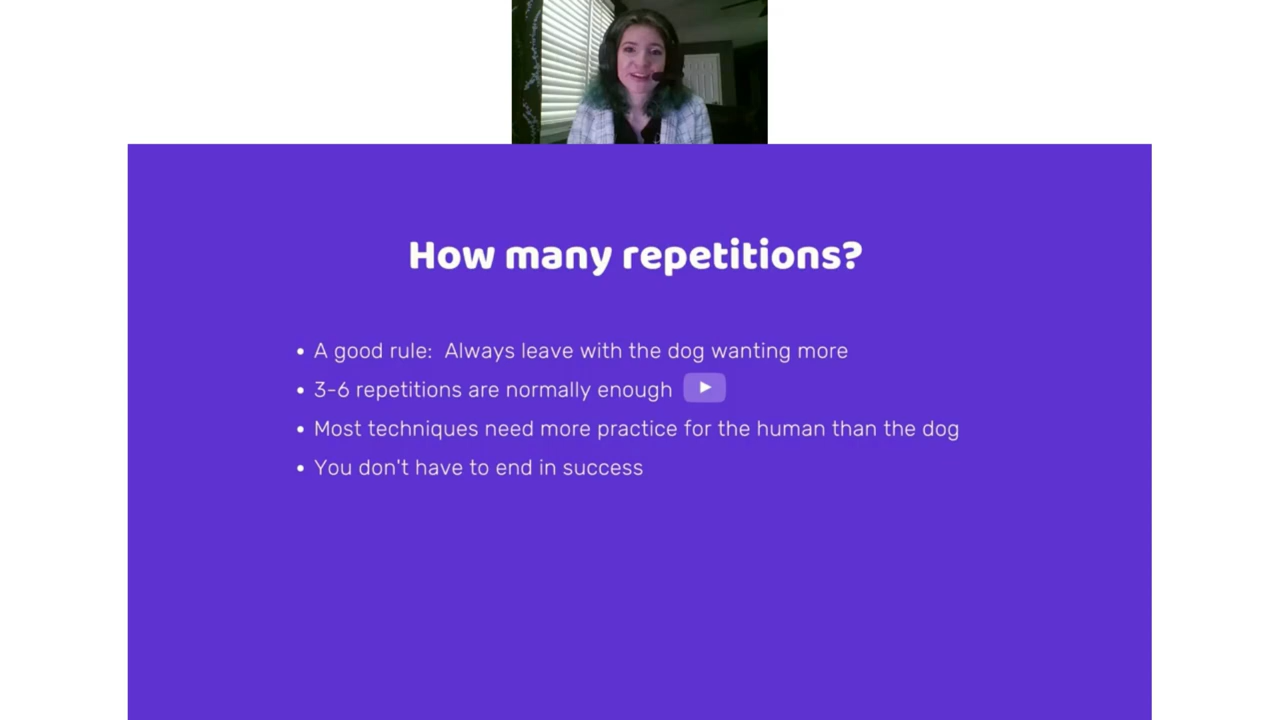 How many repetitions?
• A good rule:  Always leave with the dog wanting more
• 3-6 repetitions are normally enough
• Most techniques need more practice for the human than the dog
• You don't have to end in success